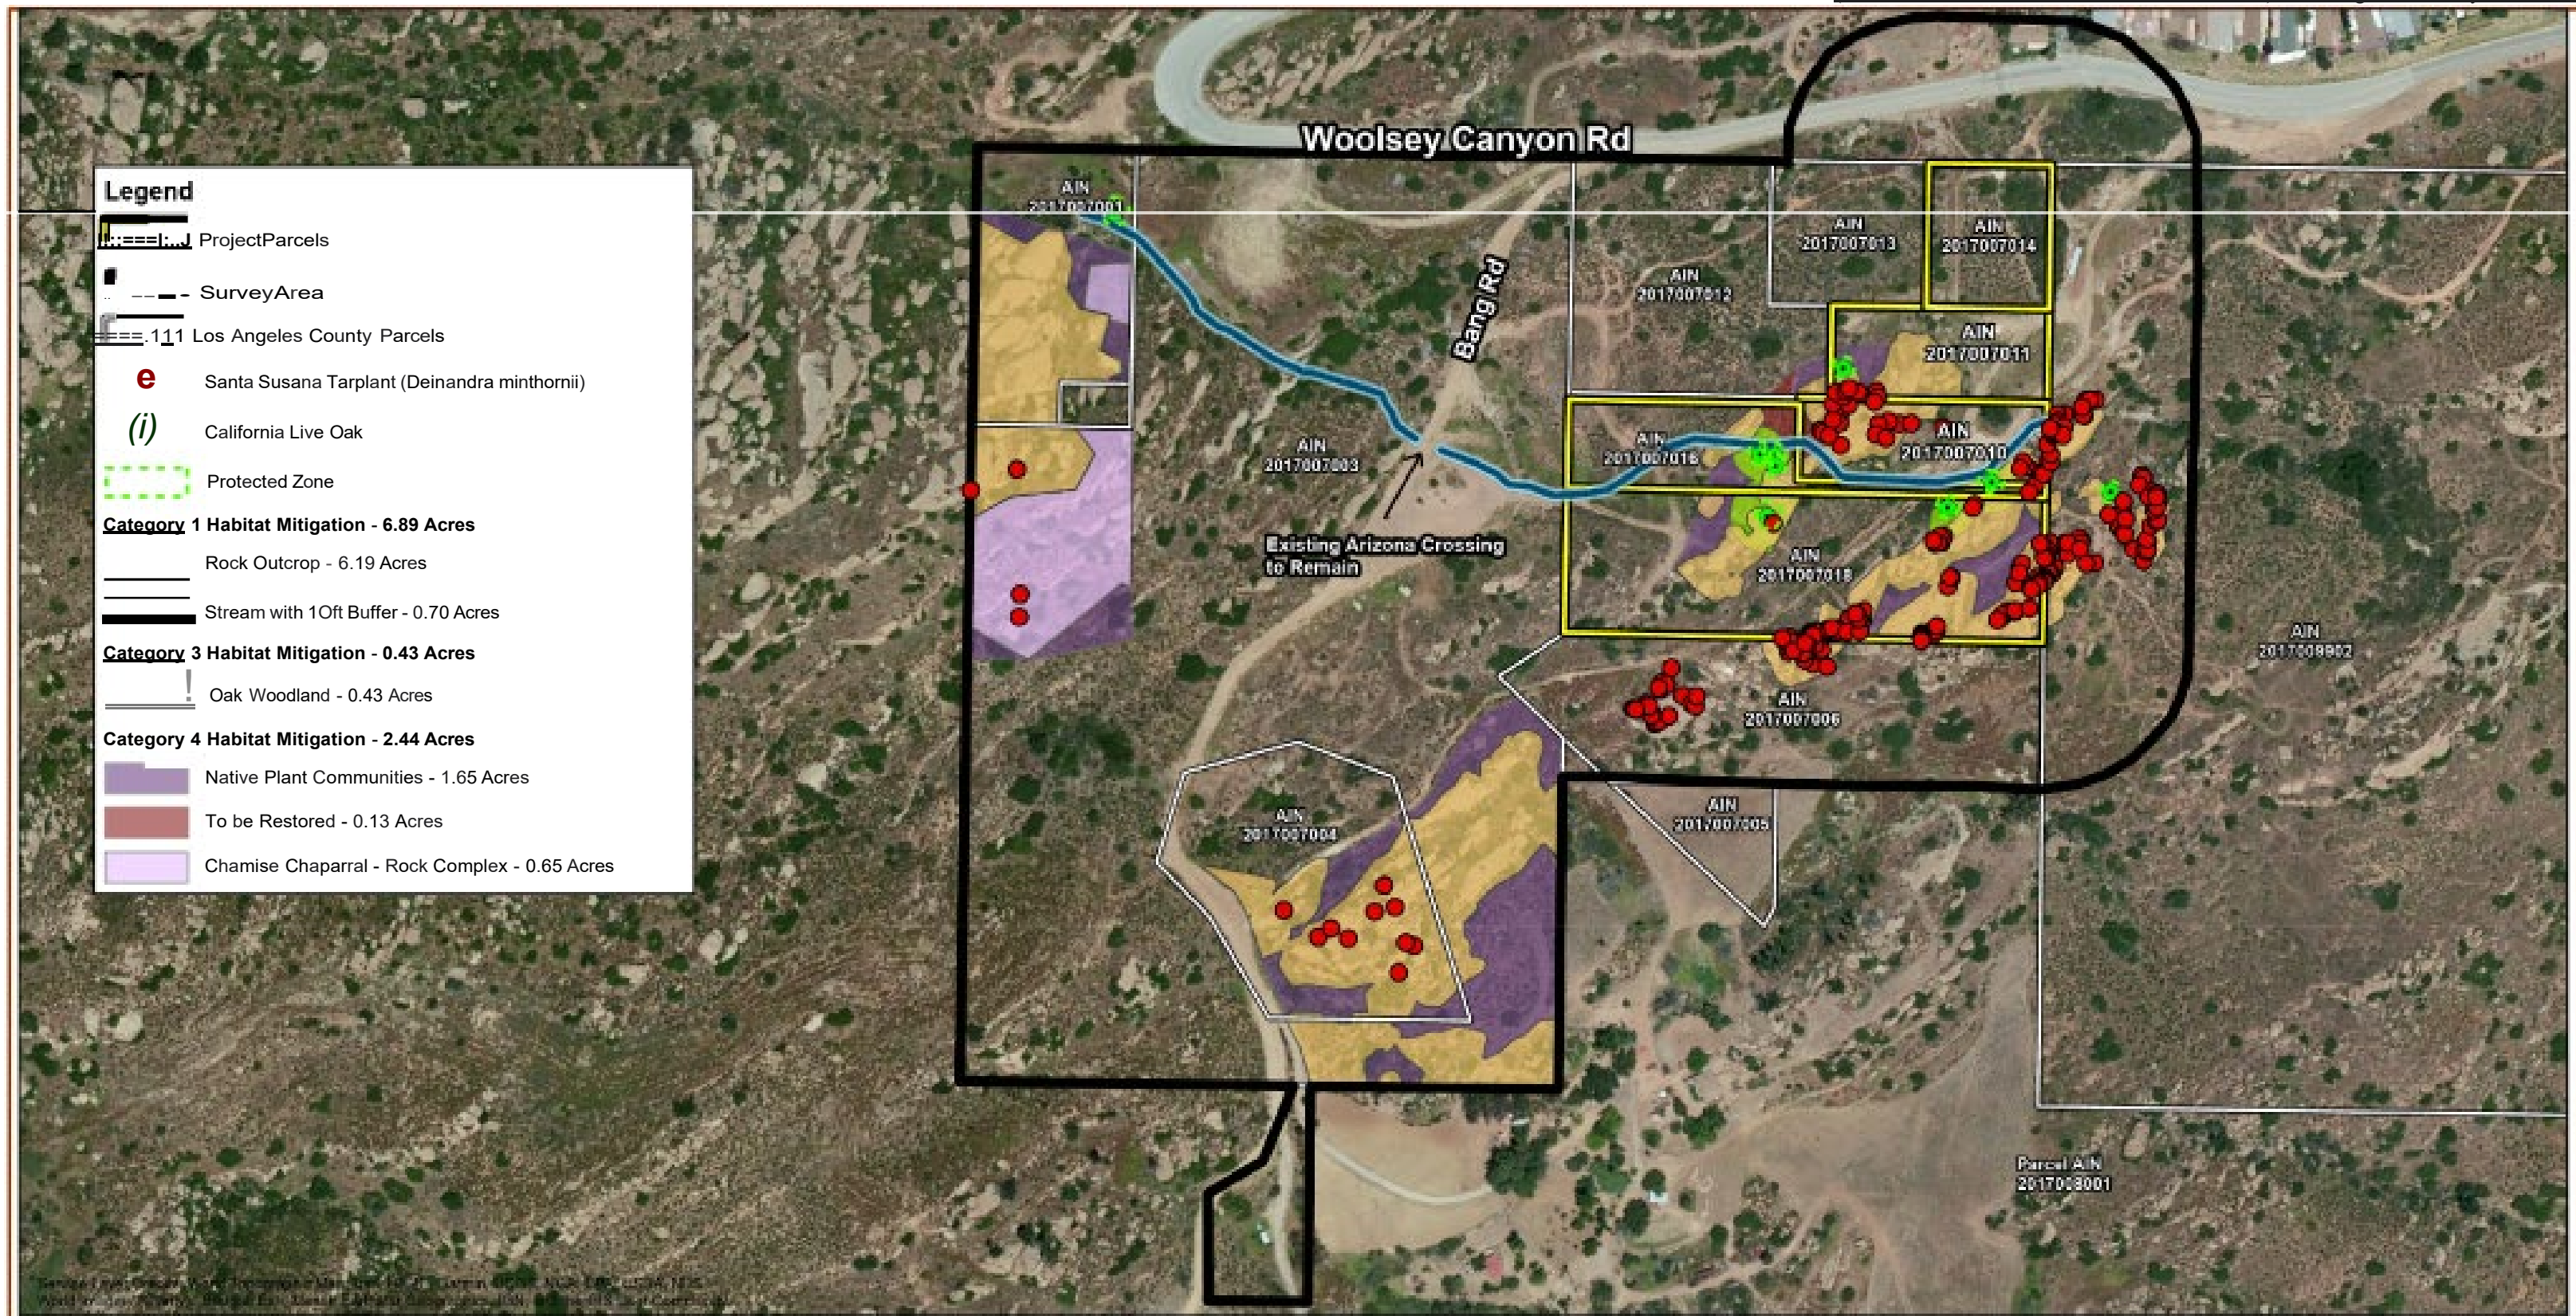 Woolsey Canyon Rd
Legend
ProjectParcels
SurveyArea
Los Angeles County Parcels
e Santa Susana Tarplant (Deinandra minthornii)
(i) California Live Oak
Protected Zone
Category 1 Habitat Mitigation - 6.89 Acres
Rock Outcrop - 6.19 Acres
Stream with 1Oft Buffer - 0.70 Acres
Category 3 Habitat Mitigation - 0.43 Acres
Oak Woodland - 0.43 Acres
Category 4 Habitat Mitigation - 2.44 Acres
Native Plant Communities - 1.65 Acres
To be Restored - 0.13 Acres
Chamise Chaparral - Rock Complex - 0.65 Acres
AIN
2017007001
AIN
2017007013
AIN
2017007014
AIN
2017007012
Bang Rd
AIN
2017007011
AIN
2017007003
AIN
2017007016
AIN
2017007010
Existing Arizona Crossing
to Remain
AIN
2017007018
AIN
2017009902
AIN
2017007006
AIN
2017007004
AIN
2017007005
Parcel AIN
2017008001